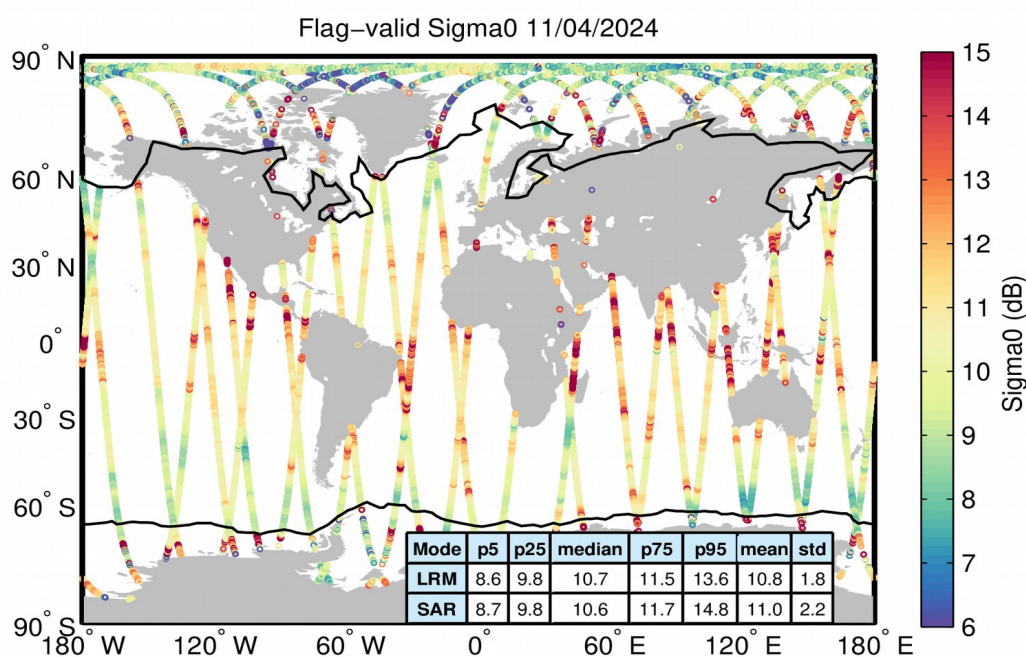 Flag−valid Sigma0 11/04/2024
90° N
60° N
30° N
0°
30° S
60° S
90° S
180° W
120° W
60° W
0°
60° E
120° E
180° E
15
14
13
12
11
10
9
8
7
6
Sigma0 (dB)
Mode p5 p25 median p75 p95 mean std
LRM 8.6 9.8 10.7 11.5 13.6 10.8 1.8
SAR 8.7 9.8 10.6 11.7 14.8 11.0 2.2